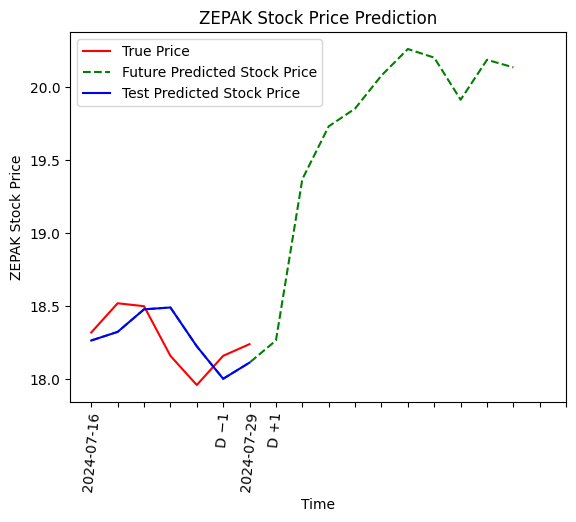 ZEPAK Stock Price Prediction
True Price
Future Predicted Stock Price
Test Predicted Stock Price
ZEPAK Stock Price
20.0
19.5
19.0
18.5
18.0
2024-07-16
D −1
2024-07-29
D +1
Time